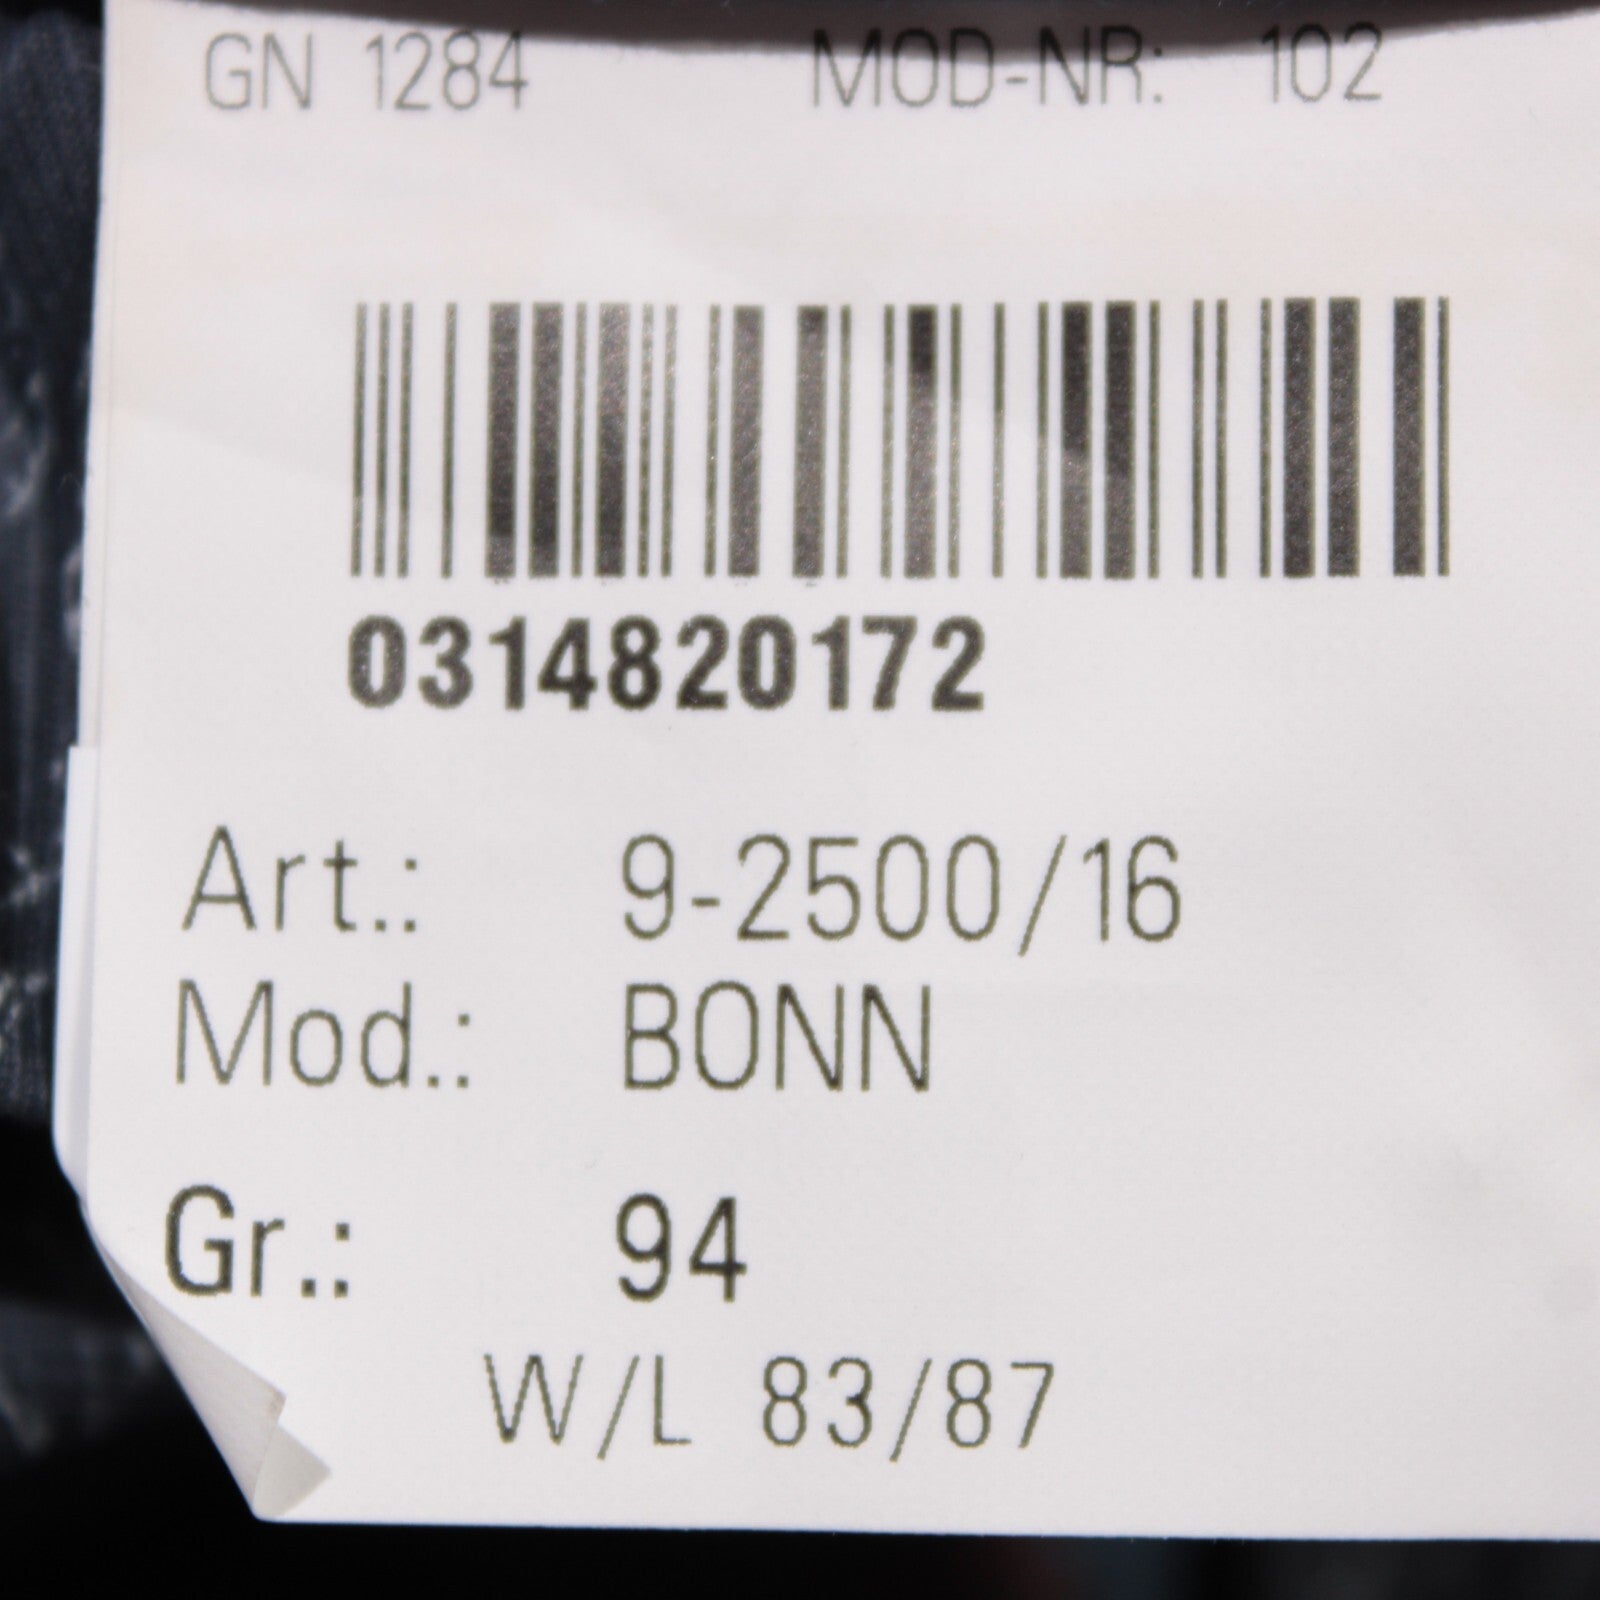 GN 1284 MOD-NR: 102
0314820172
Art.: 9-2500/16
Mod.: BONN
Gr.: 94
W/L 83/87